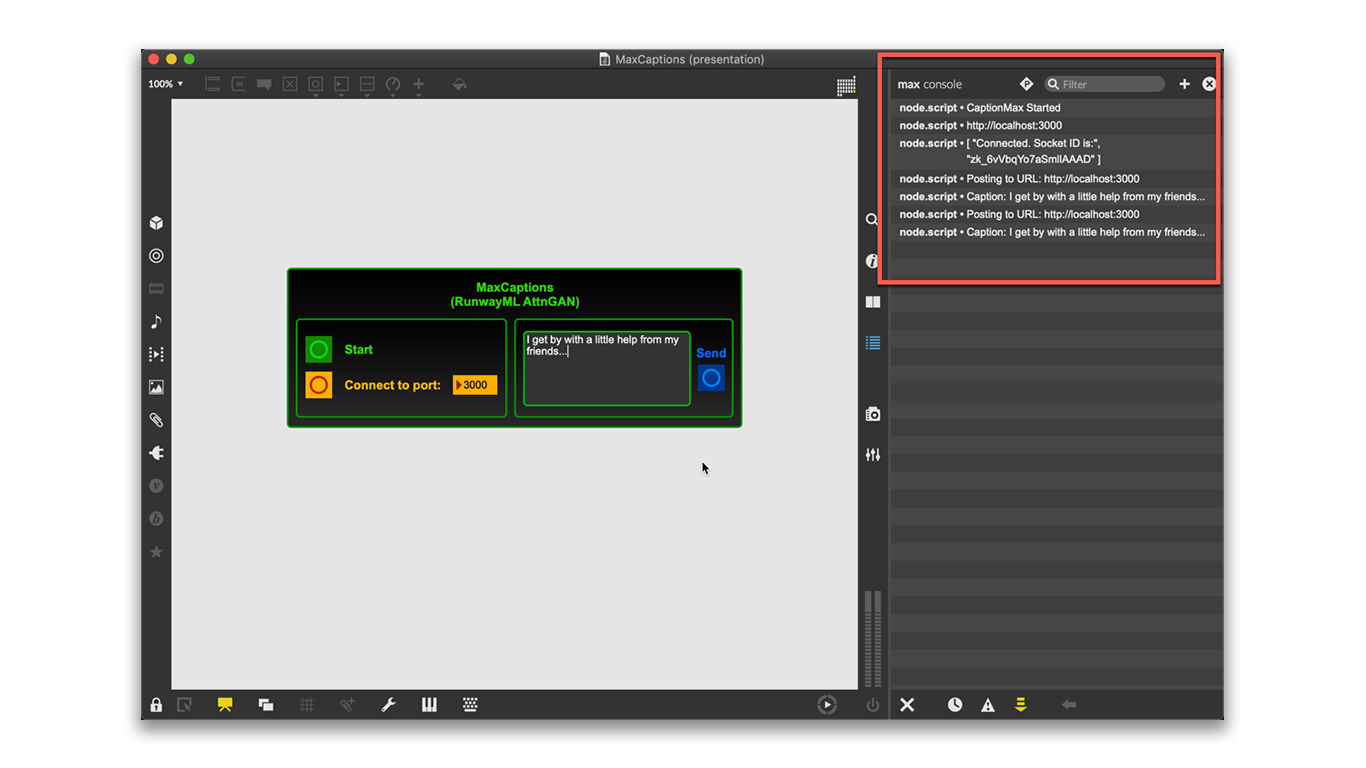 MaxCaptions (presentation)
100%
max console
Filter
node.script • CaptionMax Started
node.script • http://localhost:3000
node.script • [ "Connected. Socket ID is:",
"zk_6vVbqYo7aSmlIAAAD" ]
node.script • Posting to URL: http://localhost:3000
node.script • Caption: I get by with a little help from my friends...
node.script • Posting to URL: http://localhost:3000
node.script • Caption: I get by with a little help from my friends...
MaxCaptions
(RunwayML AttnGAN)
Start
Connect to port: 3000
I get by with a little help from my
friends...
Send